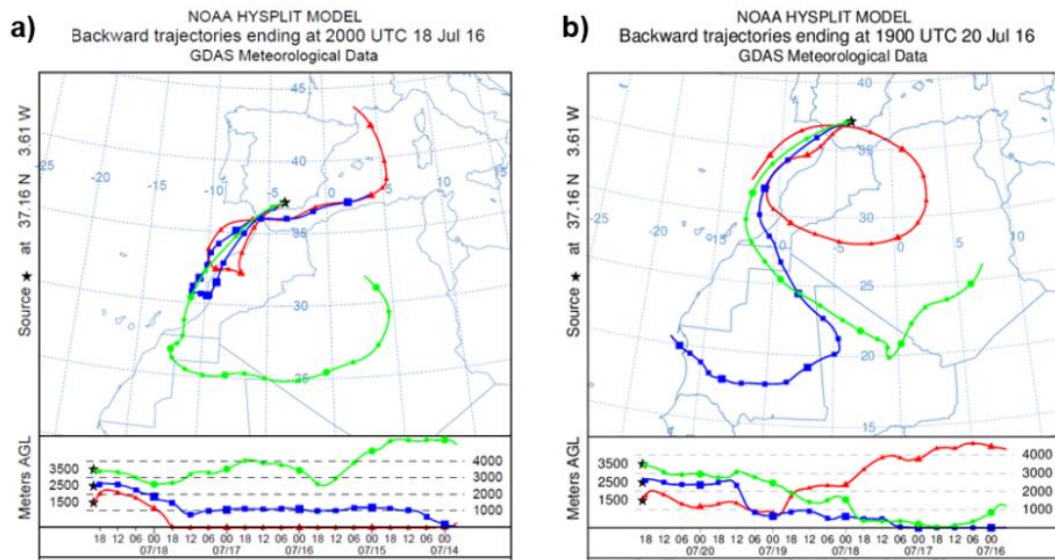 a)
NOAA HYSPLIT MODEL
Backward trajectories ending at 2000 UTC 18 Jul 16
GDAS Meteorological Data
Source ★ at 37.16 N 3.61 W
-25 -20 -15 -10 -5 0 5 10 15
45
40
35
30
25
Meters AGL
3500
2500
1500
4000
3000
2000
1000
18 12 06 00 18 12 06 00 18 12 06 00 18 12 06 00 18 12 06 00
07/18 07/17 07/16 07/15 07/14
b)
NOAA HYSPLIT MODEL
Backward trajectories ending at 1900 UTC 20 Jul 16
GDAS Meteorological Data
Source ★ at 37.16 N 3.61 W
-25 -20 0 0 5 10 15
40
35
30
25
20
15
Meters AGL
3500
2500
1500
4000
3000
2000
1000
18 12 06 00 18 12 06 00 18 12 06 00 18 12 06 00 18 12 06 00
07/20 07/19 07/18 07/17 07/16